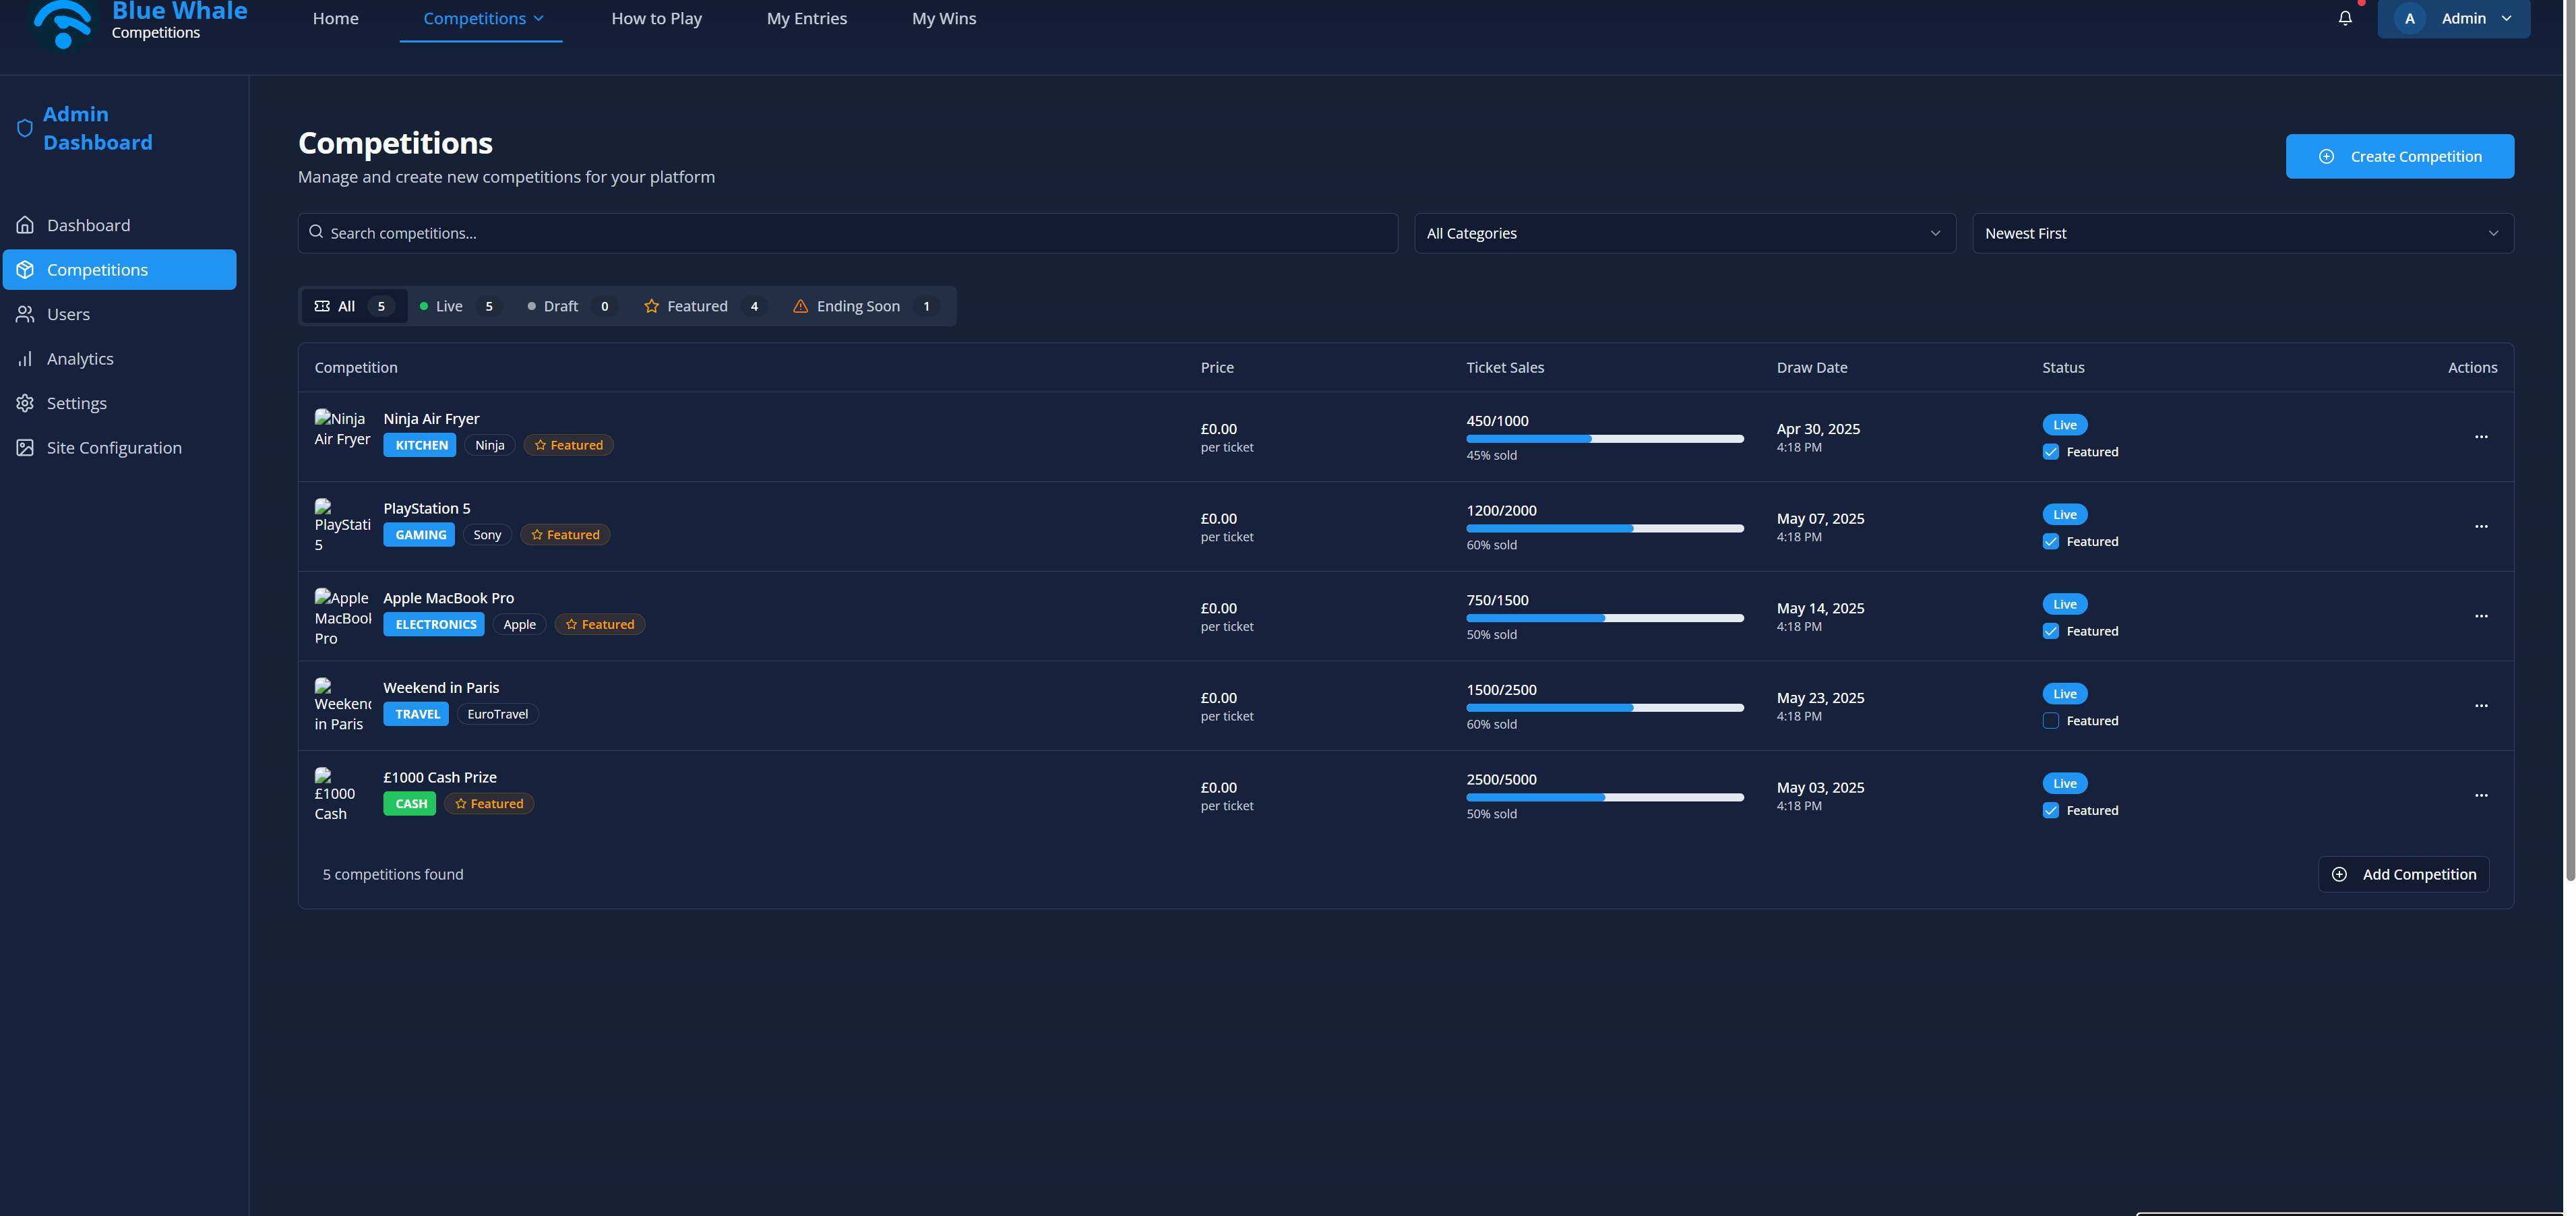 Blue Whale
Competitions
Home
Competitions
How to Play
My Entries
My Wins
A
Admin
Admin
Dashboard
Dashboard
Competitions
Users
Analytics
Settings
Site Configuration
Competitions
Manage and create new competitions for your platform
Create Competition
Search competitions...
All Categories
Newest First
All 5
Live 5
Draft 0
Featured 4
Ending Soon 1
Competition
Price
Ticket Sales
Draw Date
Status
Actions
Ninja
Air Fryer
Ninja Air Fryer
KITCHEN
Ninja
Featured
£0.00
per ticket
450/1000
45% sold
Apr 30, 2025
4:18 PM
Live
Featured
PlayStati
5
PlayStation 5
GAMING
Sony
Featured
£0.00
per ticket
1200/2000
60% sold
May 07, 2025
4:18 PM
Live
Featured
Apple
MacBook
Pro
Apple MacBook Pro
ELECTRONICS
Apple
Featured
£0.00
per ticket
750/1500
50% sold
May 14, 2025
4:18 PM
Live
Featured
Weekend
in Paris
Weekend in Paris
TRAVEL
EuroTravel
£0.00
per ticket
1500/2500
60% sold
May 23, 2025
4:18 PM
Live
Featured
£1000
Cash
£1000 Cash Prize
CASH
Featured
£0.00
per ticket
2500/5000
50% sold
May 03, 2025
4:18 PM
Live
Featured
5 competitions found
Add Competition